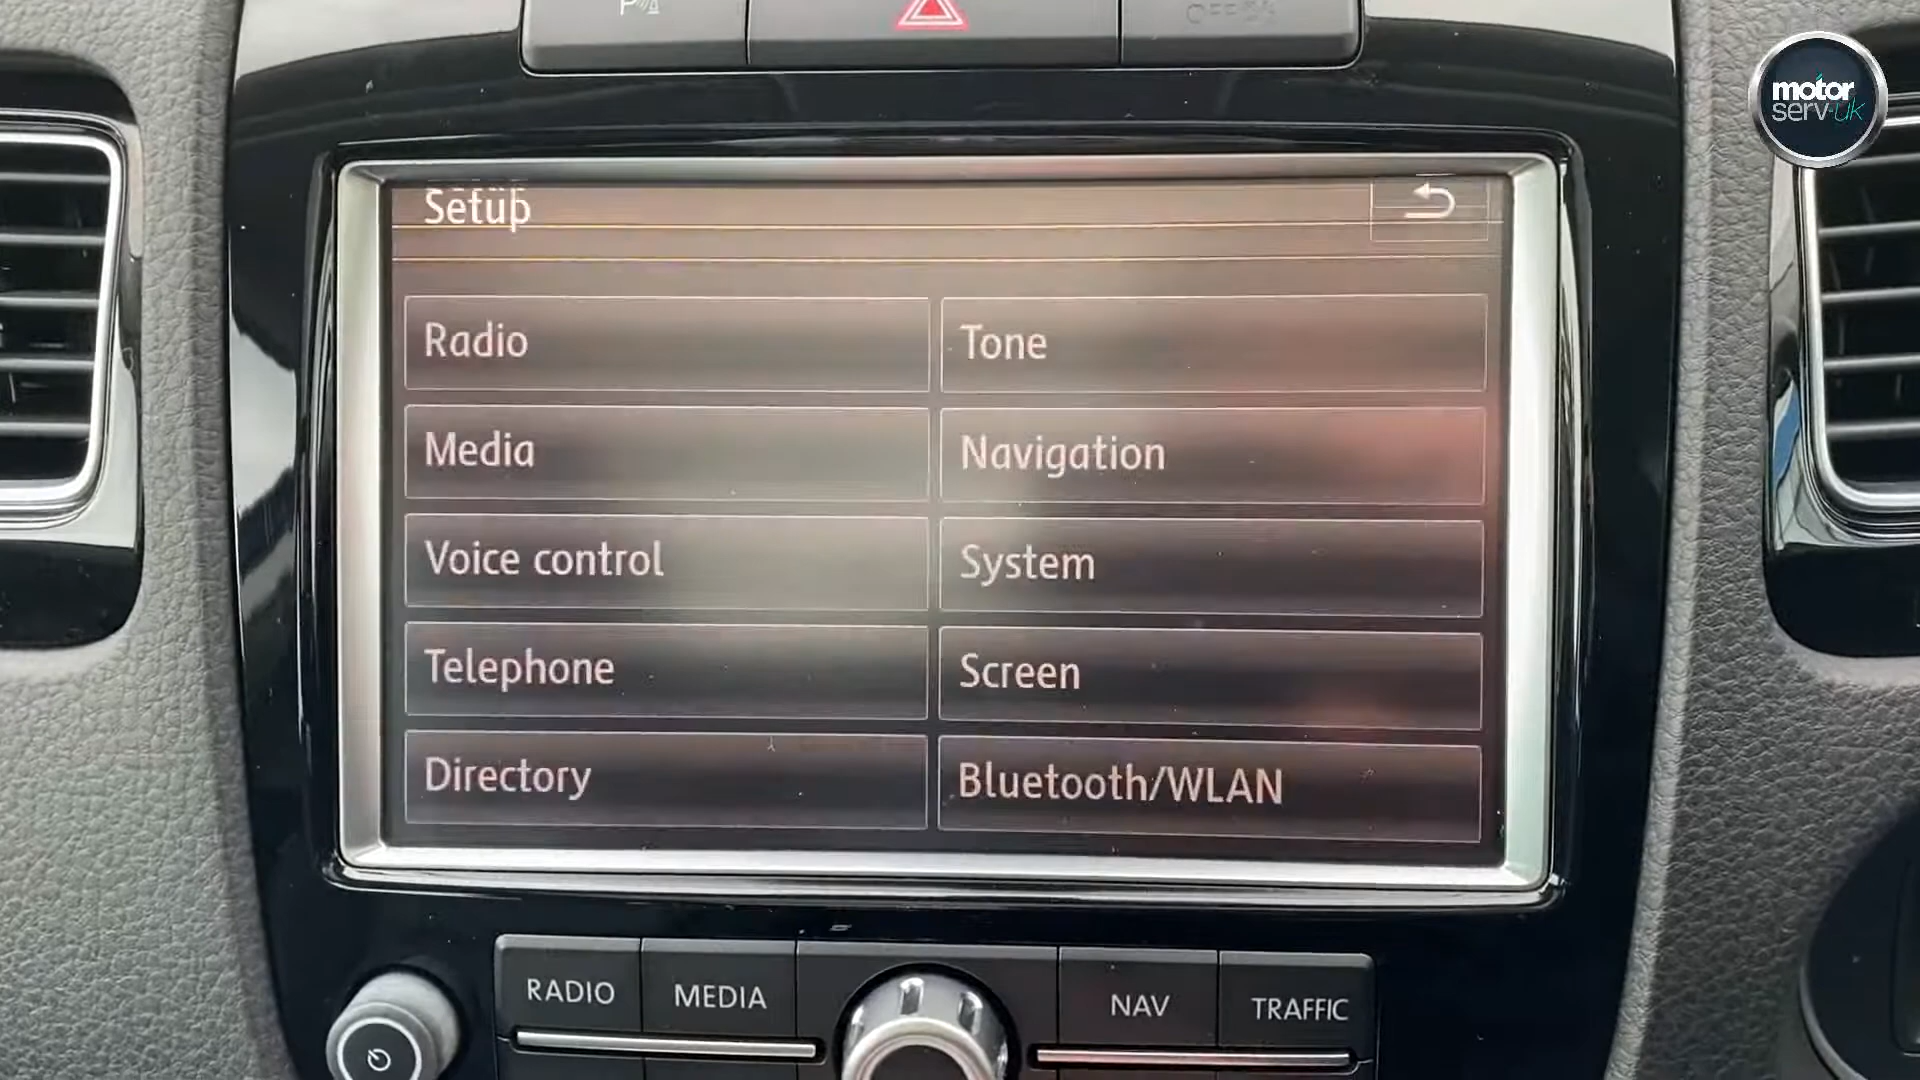 P
OFF
motor
serv-uk
Setup
Radio
Tone
Media
Navigation
Voice control
System
Telephone
Screen
Directory
Bluetooth/WLAN
RADIO
MEDIA
NAV
TRAFFIC